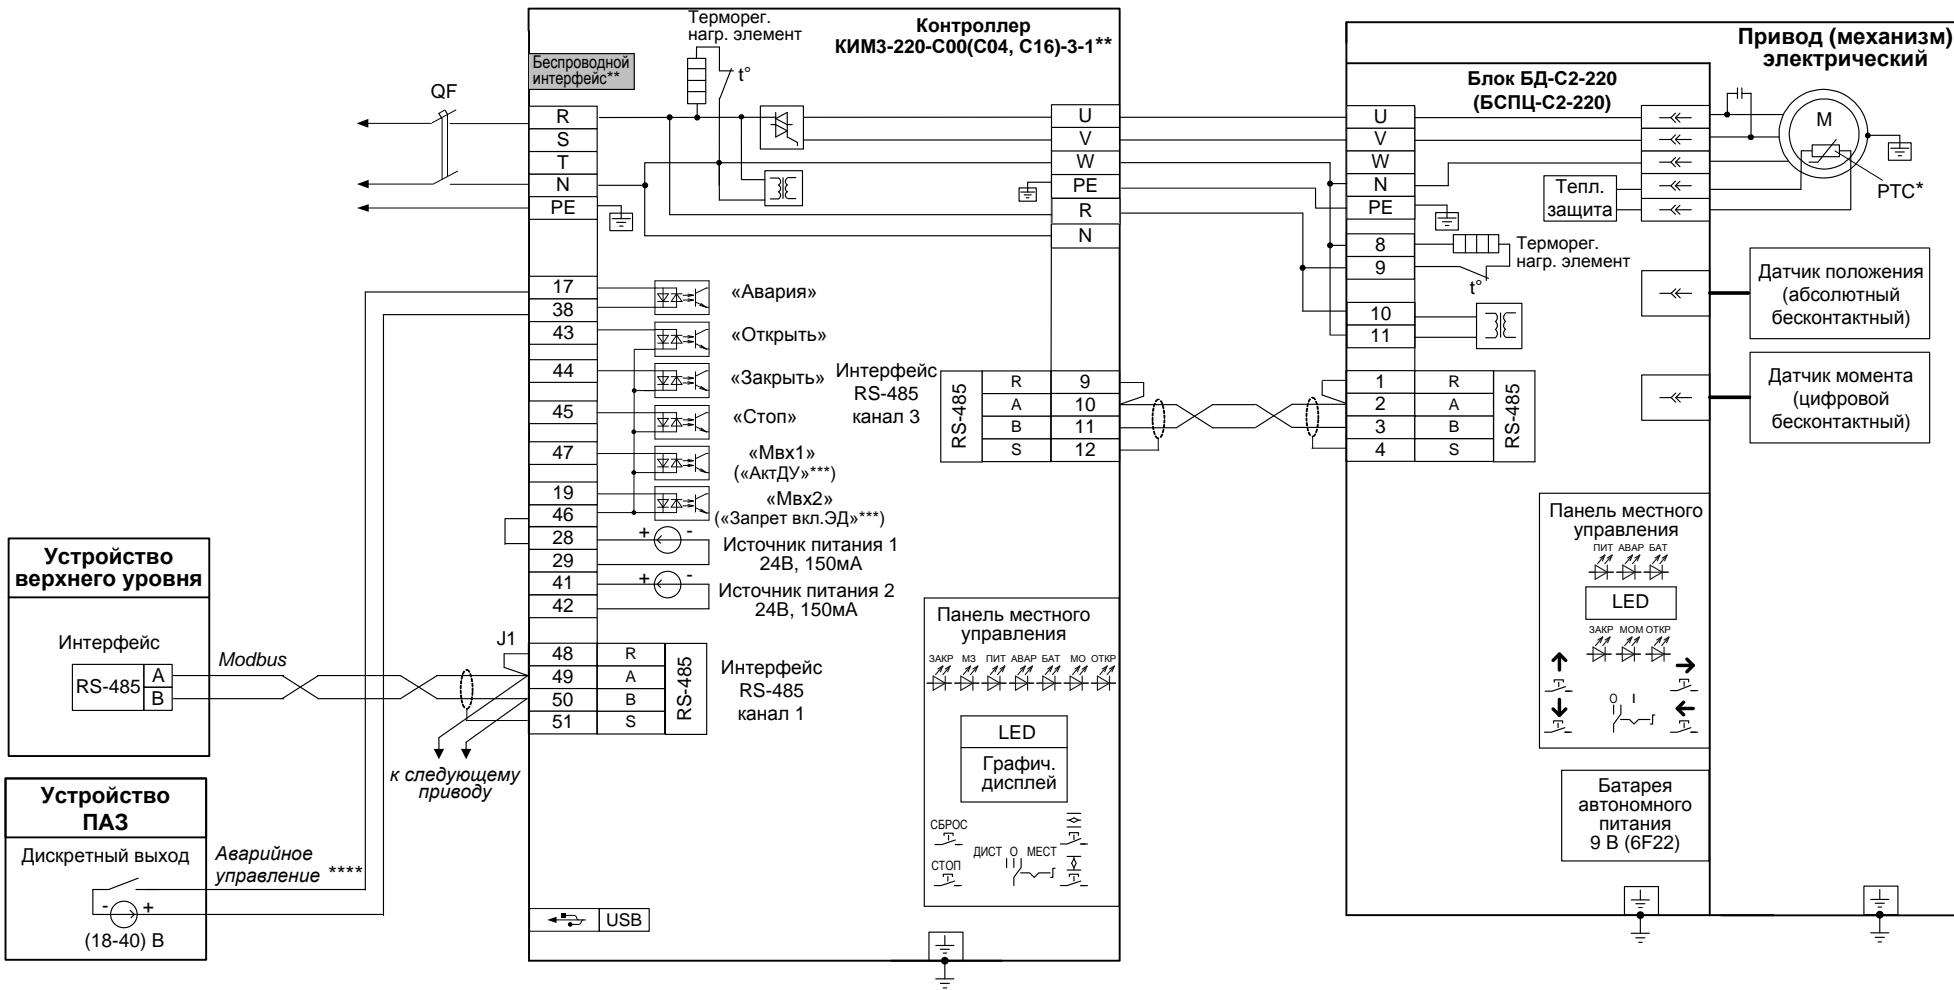 Контроллер
КИМ3-220-С00(С04, С16)-3-1**
Терморег.
нагр. элемент
t°
Беспроводной
интерфейс**
QF
R
S
T
N
PE
U
V
W
PE
R
N
17
38
43
44
45
47
19
46
28
29
41
42
«Авария»
«Открыть»
«Закрыть»
«Стоп»
«Мвх1»
(«АктДУ»***)
«Мвх2»
(«Запрет вкл.ЭД»***)
+ -
Источник питания 1
24В, 150мА
+ -
Источник питания 2
24В, 150мА
Интерфейс
RS-485
канал 3
RS-485
R 9
A 10
B 11
S 12
J1
48 R
49 A
50 B
51 S
RS-485
Интерфейс
RS-485
канал 1
Панель местного
управления
ЗАКР МЗ ПИТ АВАР БАТ МО ОТКР
LED
Графич.
дисплей
СБРОС
СТОП
ДИСТ О МЕСТ
USB
Устройство
верхнего уровня
Интерфейс
RS-485
A
B
Modbus
к следующему
приводу
Устройство
ПАЗ
Дискретный выход
- +
(18-40) В
Аварийное
управление ****
Привод (механизм)
электрический
Блок БД-С2-220
(БСПЦ-С2-220)
U
V
W
N
PE
8
9
10
11
1 R
2 A
3 B
4 S
RS-485
Тепл.
защита
M
PTC*
Терморег.
нагр. элемент
t°
Датчик положения
(абсолютный
бесконтактный)
Датчик момента
(цифровой
бесконтактный)
Панель местного
управления
ПИТ АВАР БАТ
LED
ЗАКР МОМ ОТКР
O I
Батарея
автономного
питания
9 В (6F22)